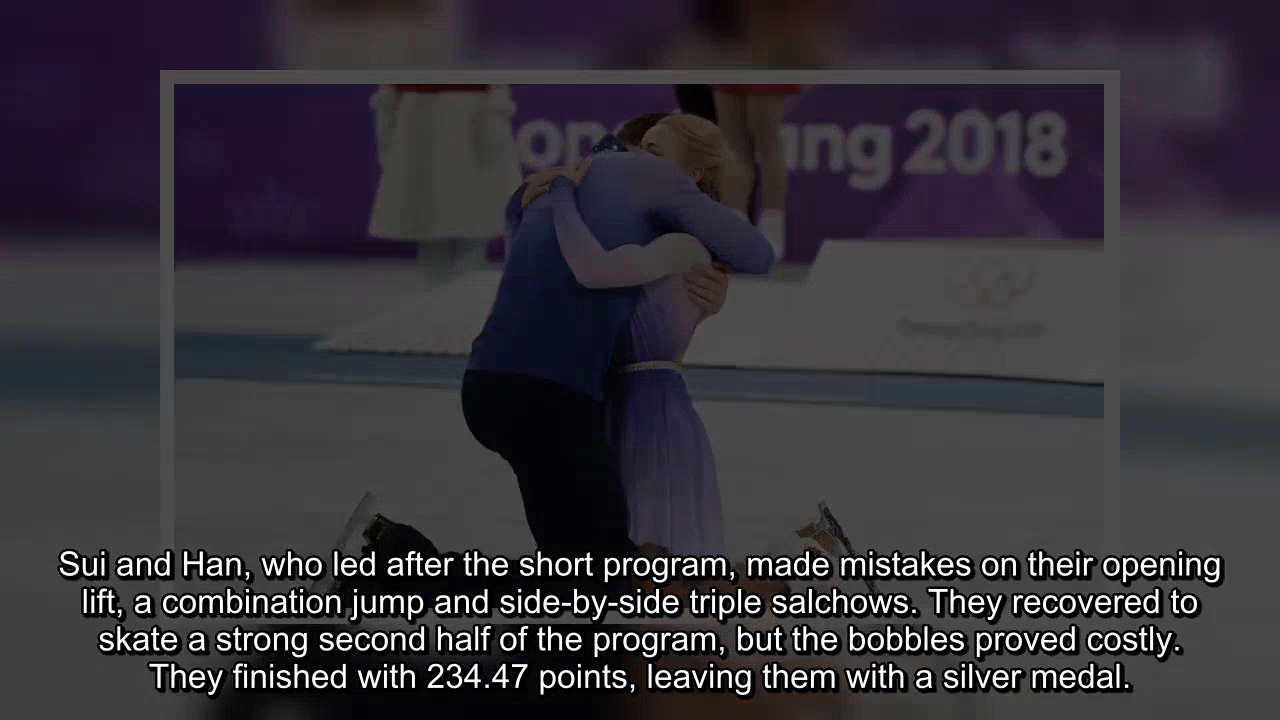 ang 2018
Sui and Han, who led after the short program, made mistakes on their opening
lift, a combination jump and side-by-side triple salchows. They recovered to
skate a strong second half of the program, but the bobbles proved costly.
They finished with 234.47 points, leaving them with a silver medal.